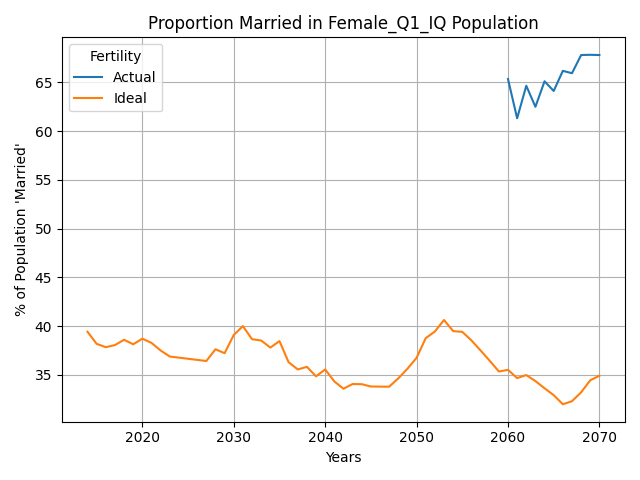 Proportion Married in Female_Q1_IQ Population
Fertility
Actual
Ideal
% of Population 'Married'
65
60
55
50
45
40
35
2020
2030
2040
2050
2060
2070
Years